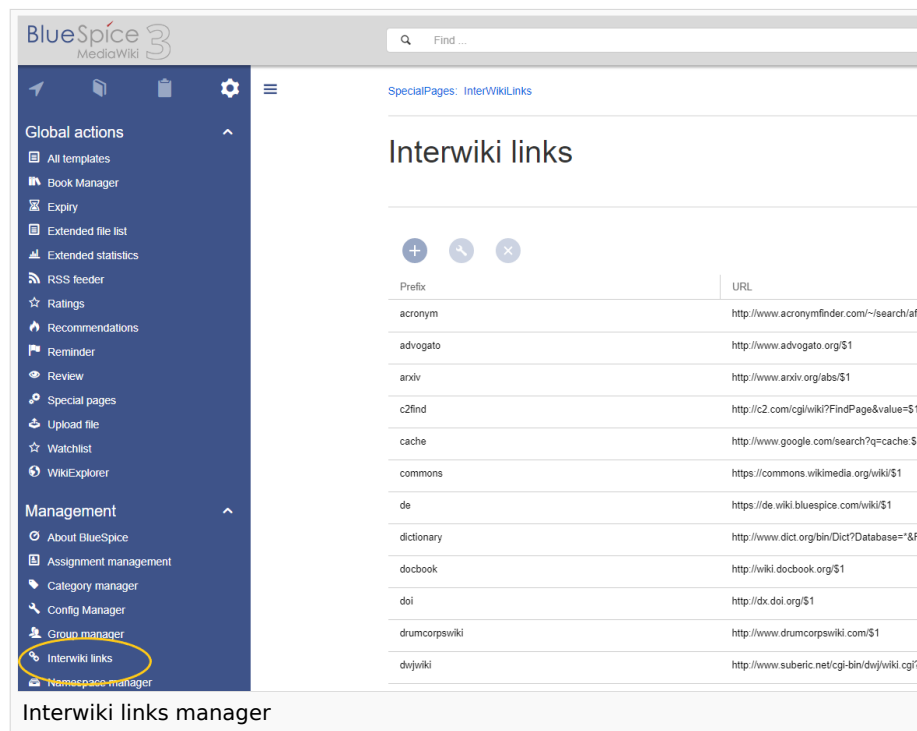 BlueSpice 3
MediaWiki
Find ...
SpecialPages: InterWikiLinks
Global actions
All templates
Book Manager
Expiry
Extended file list
Extended statistics
RSS feeder
Ratings
Recommendations
Reminder
Review
Special pages
Upload file
Watchlist
WikiExplorer
Management
About BlueSpice
Assignment management
Category manager
Config Manager
Group manager
Interwiki links
Namespace manager
Interwiki links
Prefix URL
acronym http://www.acronymfinder.com/~/search/af
advogato http://www.advogato.org/$1
arxiv http://www.arxiv.org/abs/$1
c2find http://c2.com/cgi/wiki?FindPage&value=$1
cache http://www.google.com/search?q=cache:$
commons https://commons.wikimedia.org/wiki/$1
de https://de.wiki.bluespice.com/wiki/$1
dictionary http://www.dict.org/bin/Dict?Database=*&F
docbook http://wiki.docbook.org/$1
doi http://dx.doi.org/$1
drumcorpswiki http://www.drumcorpswiki.com/$1
dwjwiki http://www.suberic.net/cgi-bin/dwj/wiki.cgi?
Interwiki links manager